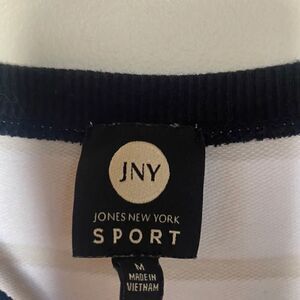 JNY
JONES NEW YORK
SPORT
M
MADE IN
VIETNAM